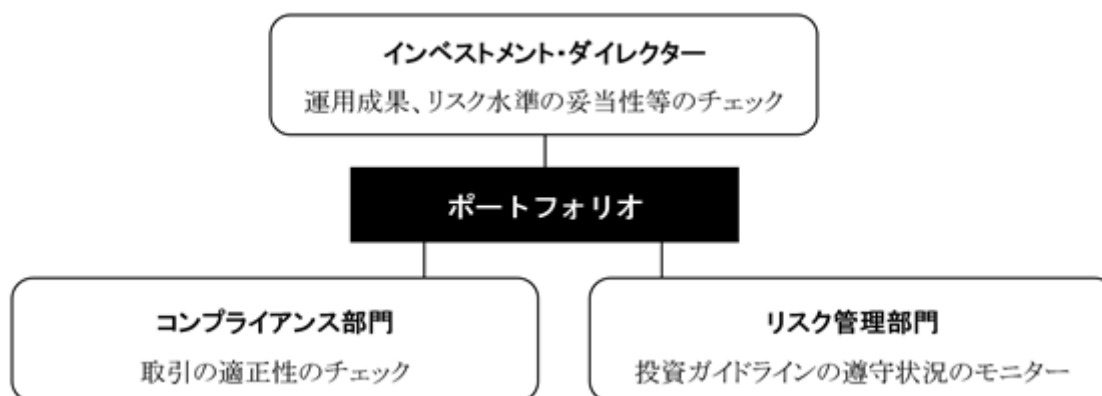 インベストメント・ダイレクター
運用成果、リスク水準の妥当性等のチェック
ポートフォリオ
コンプライアンス部門
取引の適正性のチェック
リスク管理部門
投資ガイドラインの遵守状況のモニター